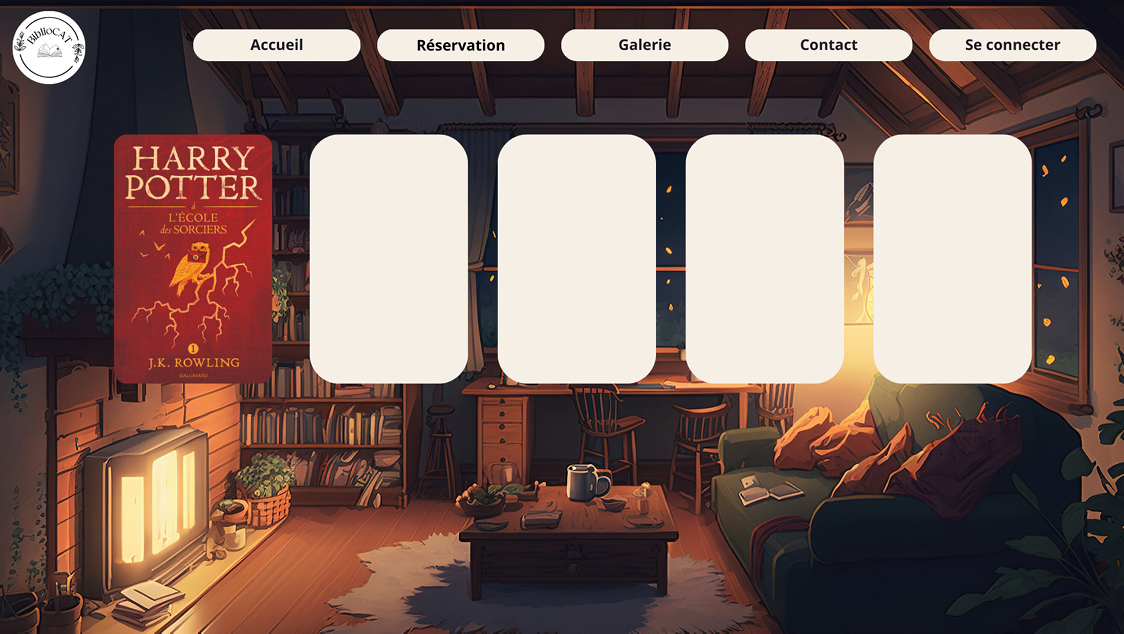 BiblioCAT
Accueil
Réservation
Galerie
Contact
Se connecter
HARRY
POTTER
à
L'ÉCOLE
des SORCIERS
1
J.K. ROWLING
GALLIMARD